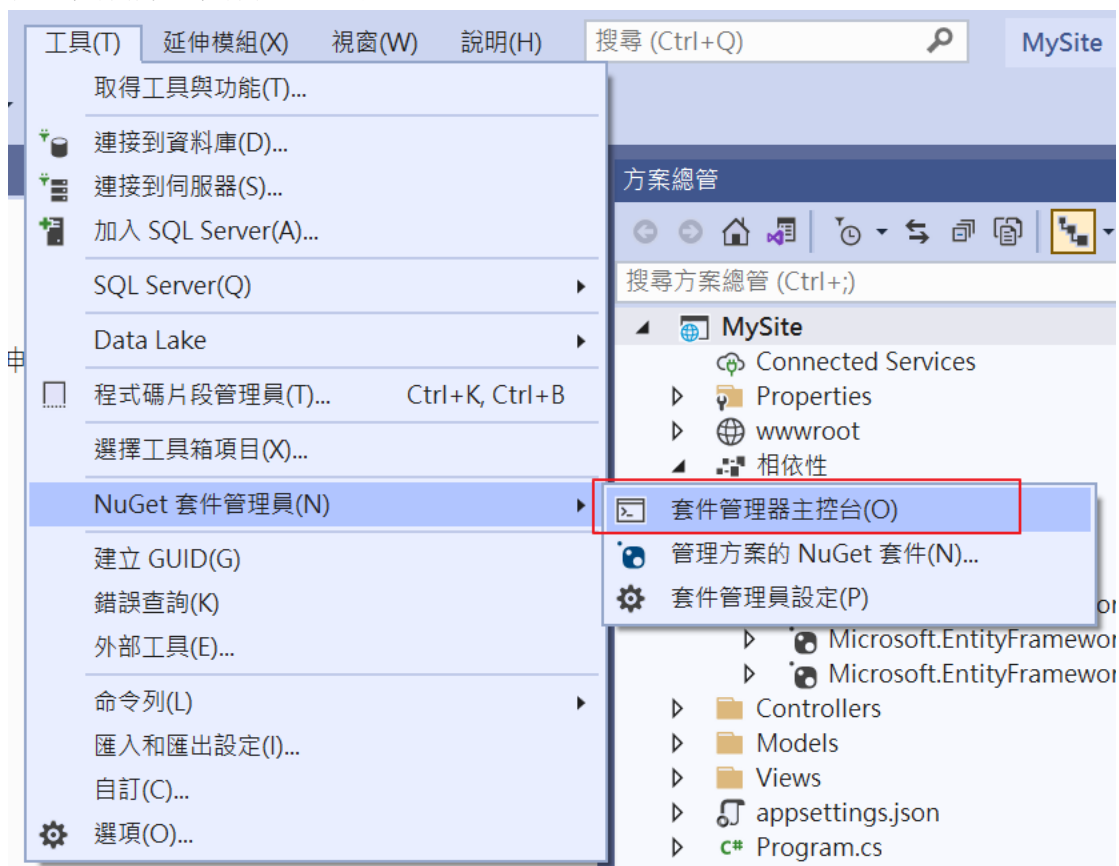 工具(T) 延伸模組(X) 視窗(W) 說明(H) 搜尋 (Ctrl+Q) MySite
取得工具與功能(T)...
連接到資料庫(D)...
連接到伺服器(S)...
加入 SQL Server(A)...
SQL Server(Q)
Data Lake
程式碼片段管理員(T)... Ctrl+K, Ctrl+B
選擇工具箱項目(X)...
NuGet 套件管理員(N)
建立 GUID(G)
錯誤查詢(K)
外部工具(E)...
命令列(L)
匯入和匯出設定(I)...
自訂(C)...
選項(O)...
套件管理器主控台(O)
管理方案的 NuGet 套件(N)...
套件管理員設定(P)
方案總管
搜尋方案總管 (Ctrl+;)
MySite
Connected Services
Properties
wwwroot
相依性
Microsoft.EntityFramewor
Microsoft.EntityFramewor
Controllers
Models
Views
appsettings.json
C# Program.cs